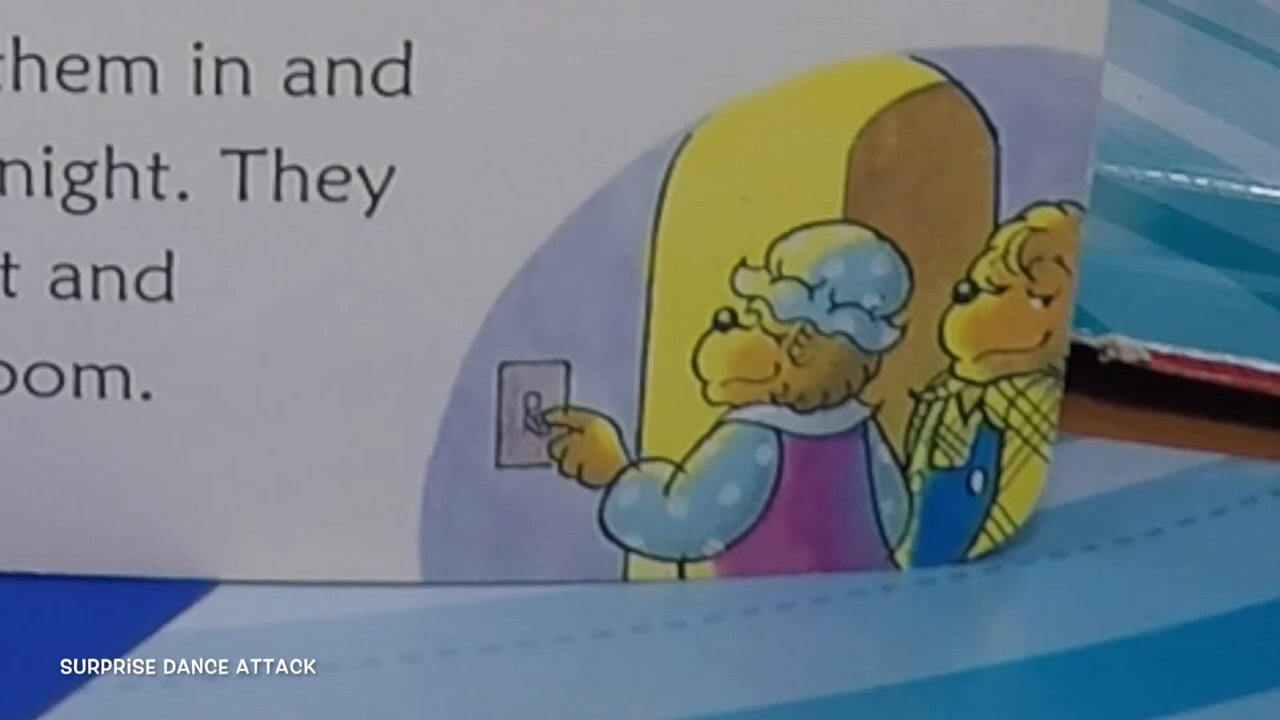 them in and
night. They
t and
oom.
SURPRiSE DANCE ATTACK